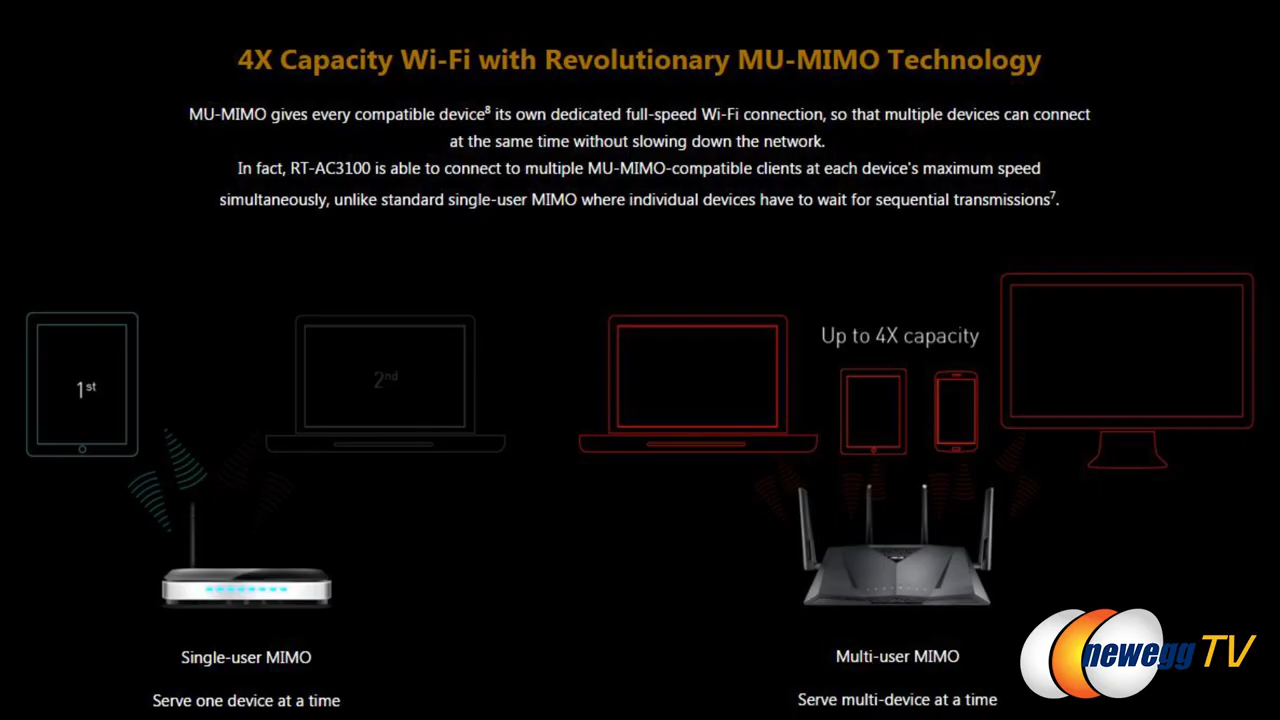 4X Capacity Wi-Fi with Revolutionary MU-MIMO Technology
MU-MIMO gives every compatible device⁸ its own dedicated full-speed Wi-Fi connection, so that multiple devices can connect
at the same time without slowing down the network.
In fact, RT-AC3100 is able to connect to multiple MU-MIMO-compatible clients at each device's maximum speed
simultaneously, unlike standard single-user MIMO where individual devices have to wait for sequential transmissions⁷.
1st
2nd
Up to 4X capacity
Single-user MIMO
Serve one device at a time
Multi-user MIMO
Serve multi-device at a time
newegg TV